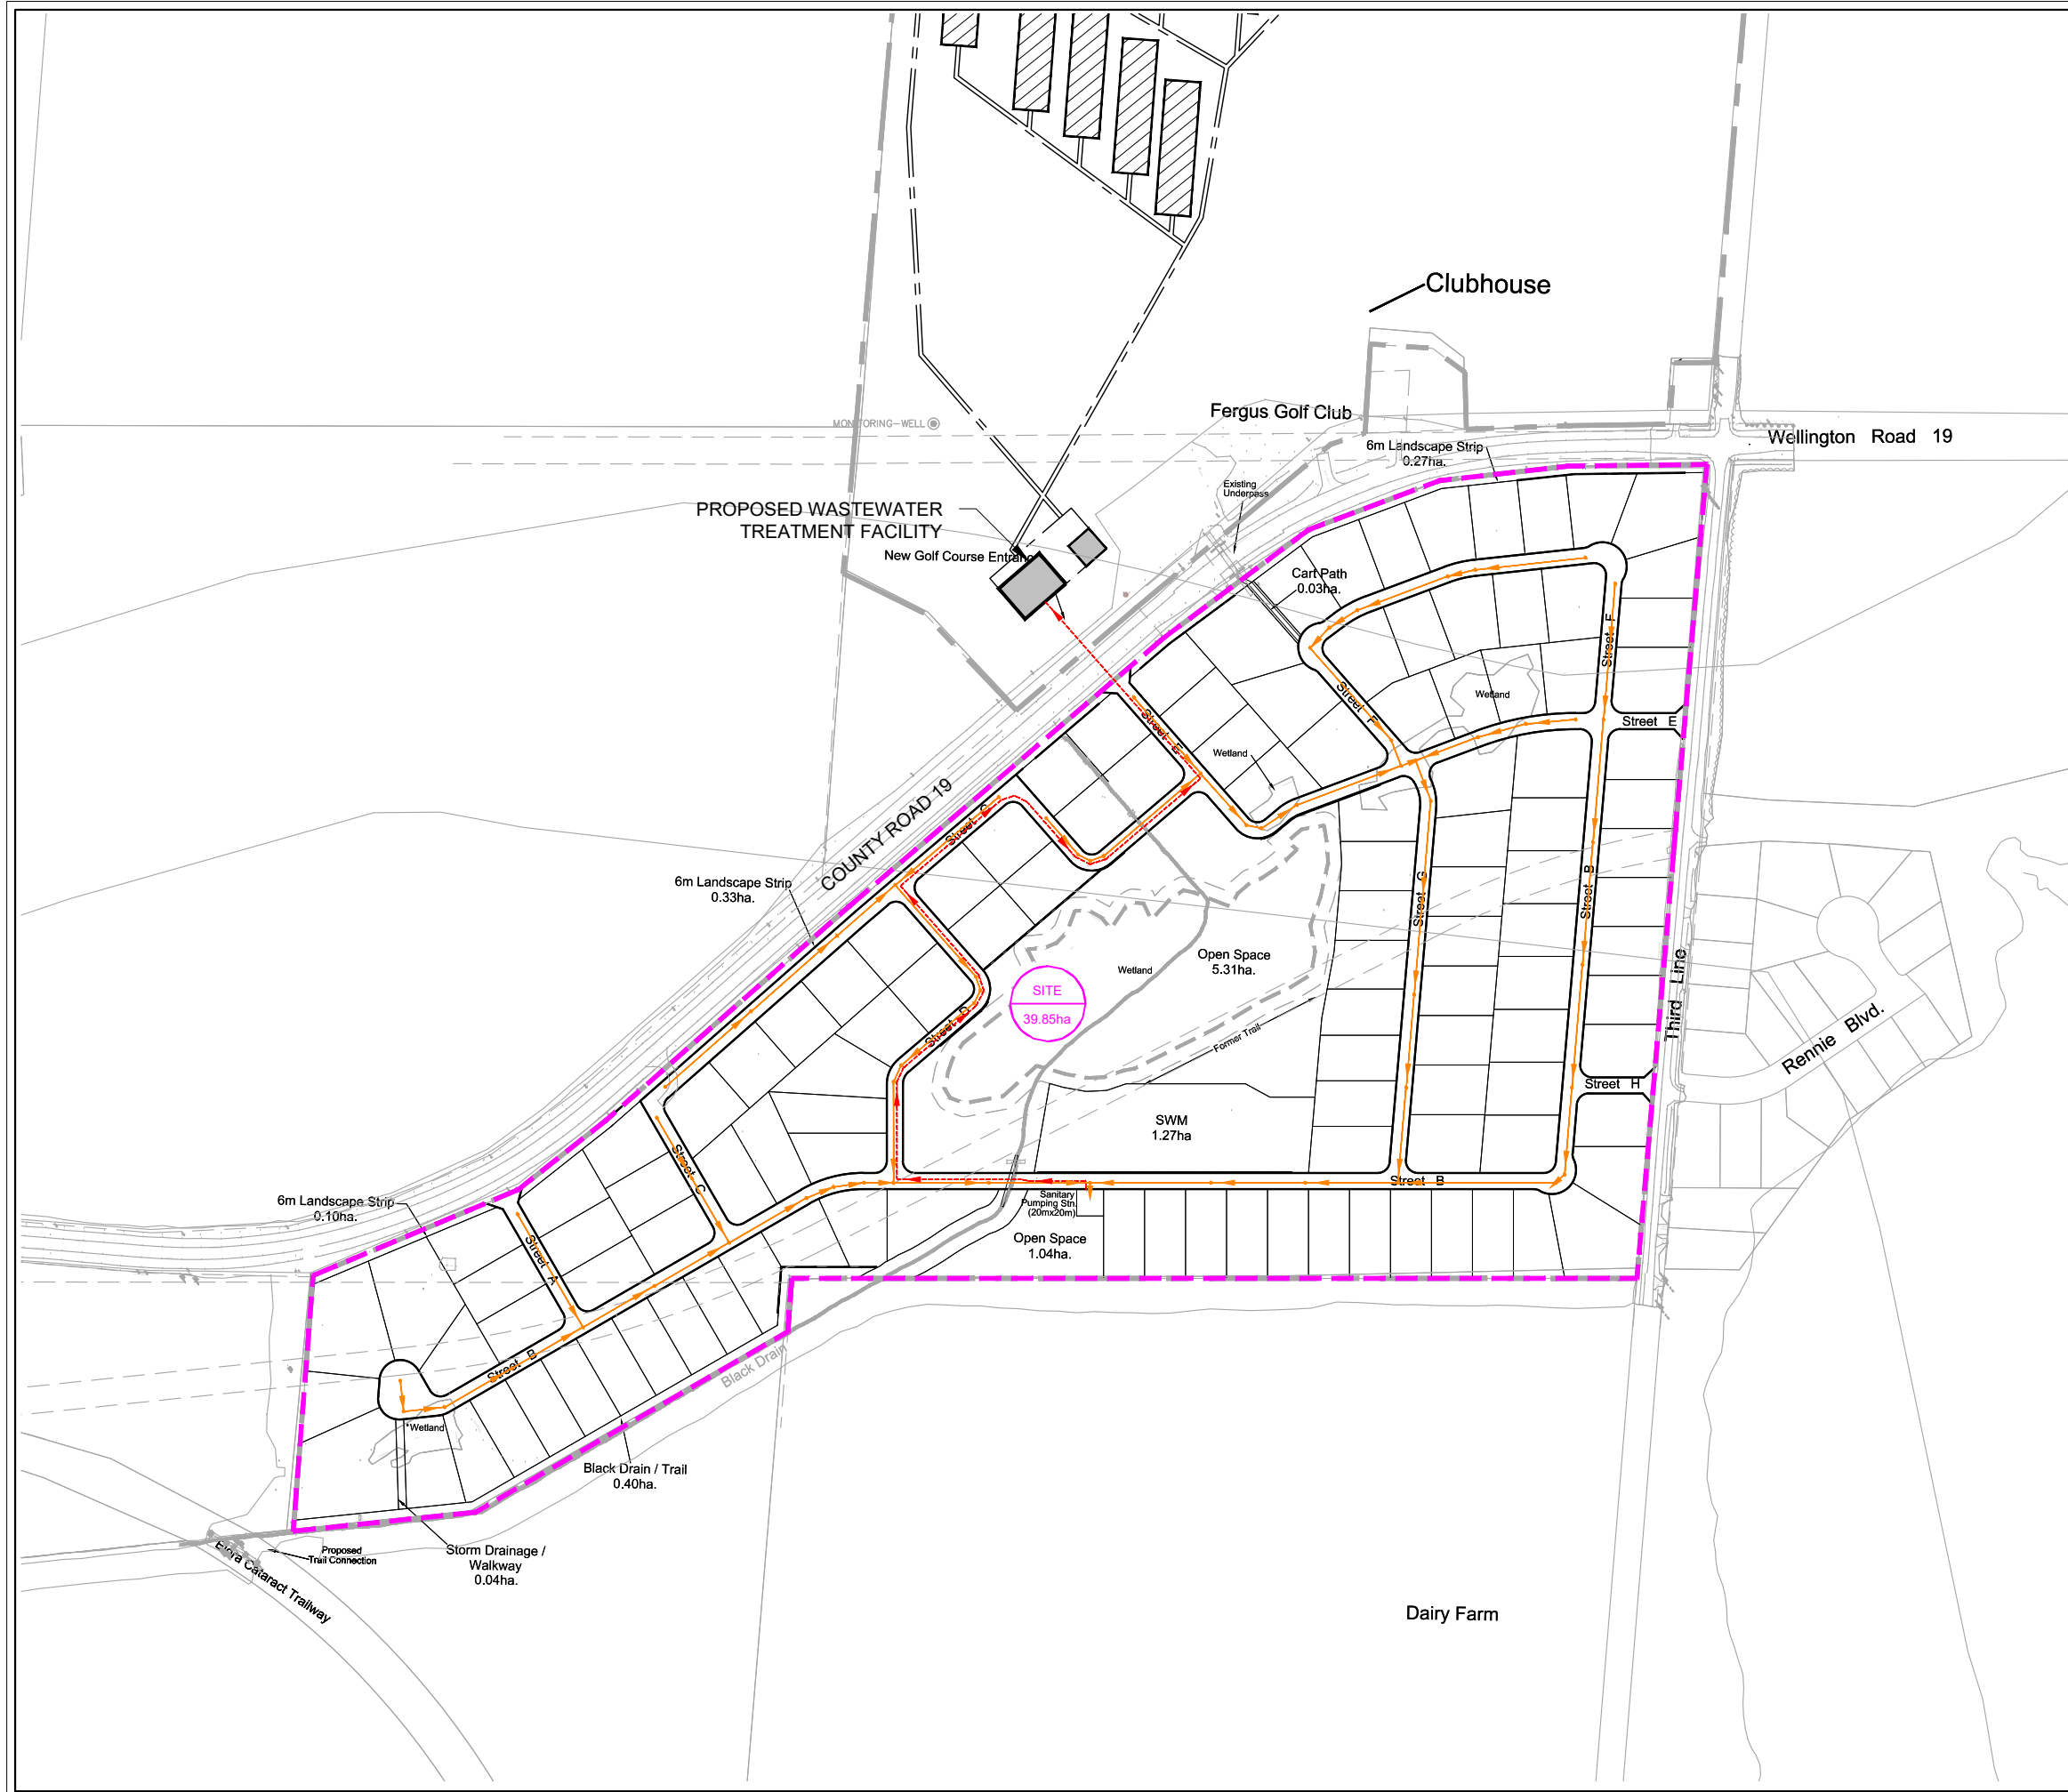 Clubhouse
Fergus Golf Club
MONITORING-WELL
Wellington Road 19
6m Landscape Strip
0.27ha.
Existing
Underpass
PROPOSED WASTEWATER
TREATMENT FACILITY
New Golf Course Entrance
Cart Path
0.03ha.
Street F
Street F
Wetland
Street E
Street E
Wetland
COUNTY ROAD 19
Street C
6m Landscape Strip
0.33ha.
Street G
Street B
Open Space
5.31ha.
Wetland
SITE
39.85ha
Third Line
Rennie Blvd.
Street D
Former Trail
Street H
SWM
1.27ha
Street C
Street B
6m Landscape Strip
0.10ha.
Sanitary
Pumping Stn.
(20mx20m)
Open Space
1.04ha.
Street A
Street B
Black Drain
*Wetland
Black Drain / Trail
0.40ha.
Proposed
Trail Connection
Storm Drainage /
Walkway
0.04ha.
Elora Cataract Trailway
Dairy Farm